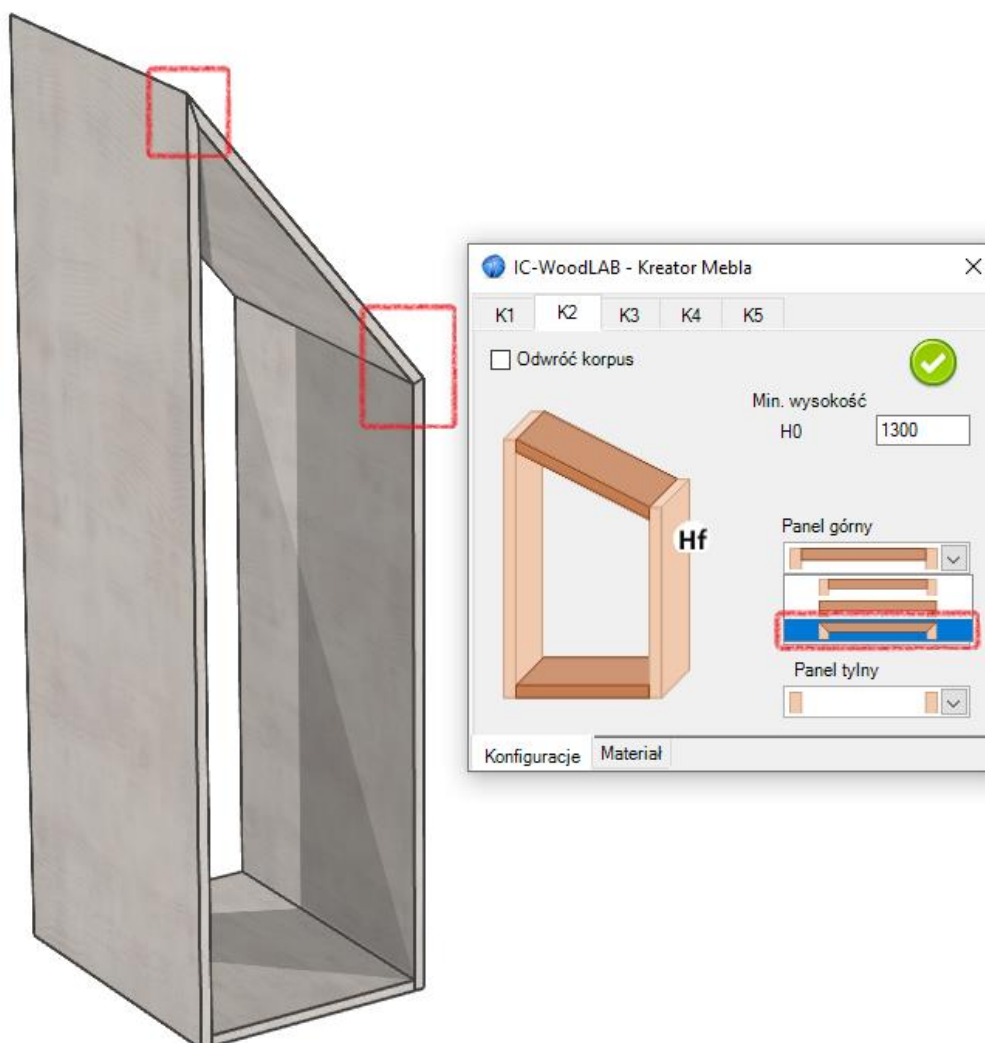 IC-WoodLAB - Kreator Mebla
K1 K2 K3 K4 K5
Odwróć korpus
Min. wysokość
H0 1300
Panel górny
Hf
Panel tylny
Konfiguracje Materiał